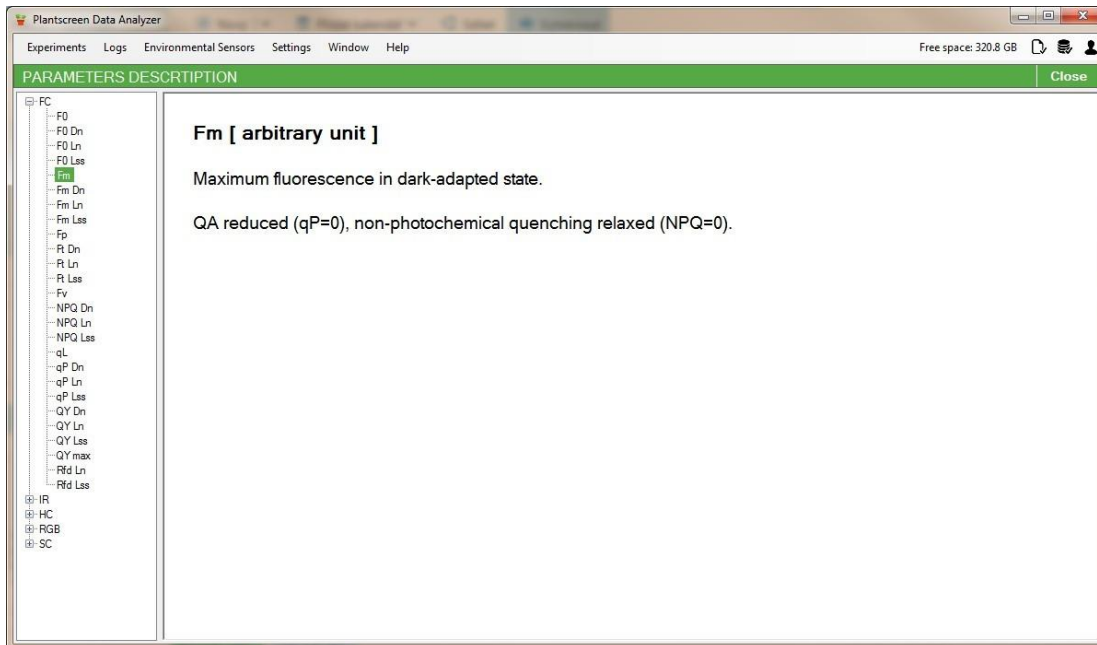 Plantscreen Data Analyzer
Experiments Logs Environmental Sensors Settings Window Help Free space: 320.8 GB
PARAMETERS DESCRTIPTION Close
FC
F0
F0 Dn
F0 Ln
F0 Lss
Fm
Fm Dn
Fm Ln
Fm Lss
Fp
Ft Dn
Ft Ln
Ft Lss
Fv
NPQ Dn
NPQ Ln
NPQ Lss
qL
qP Dn
qP Ln
qP Lss
QY Dn
QY Ln
QY Lss
QY max
Rfd Ln
Rfd Lss
IR
HC
RGB
SC
Fm [ arbitrary unit ]
Maximum fluorescence in dark-adapted state.
QA reduced (qP=0), non-photochemical quenching relaxed (NPQ=0).